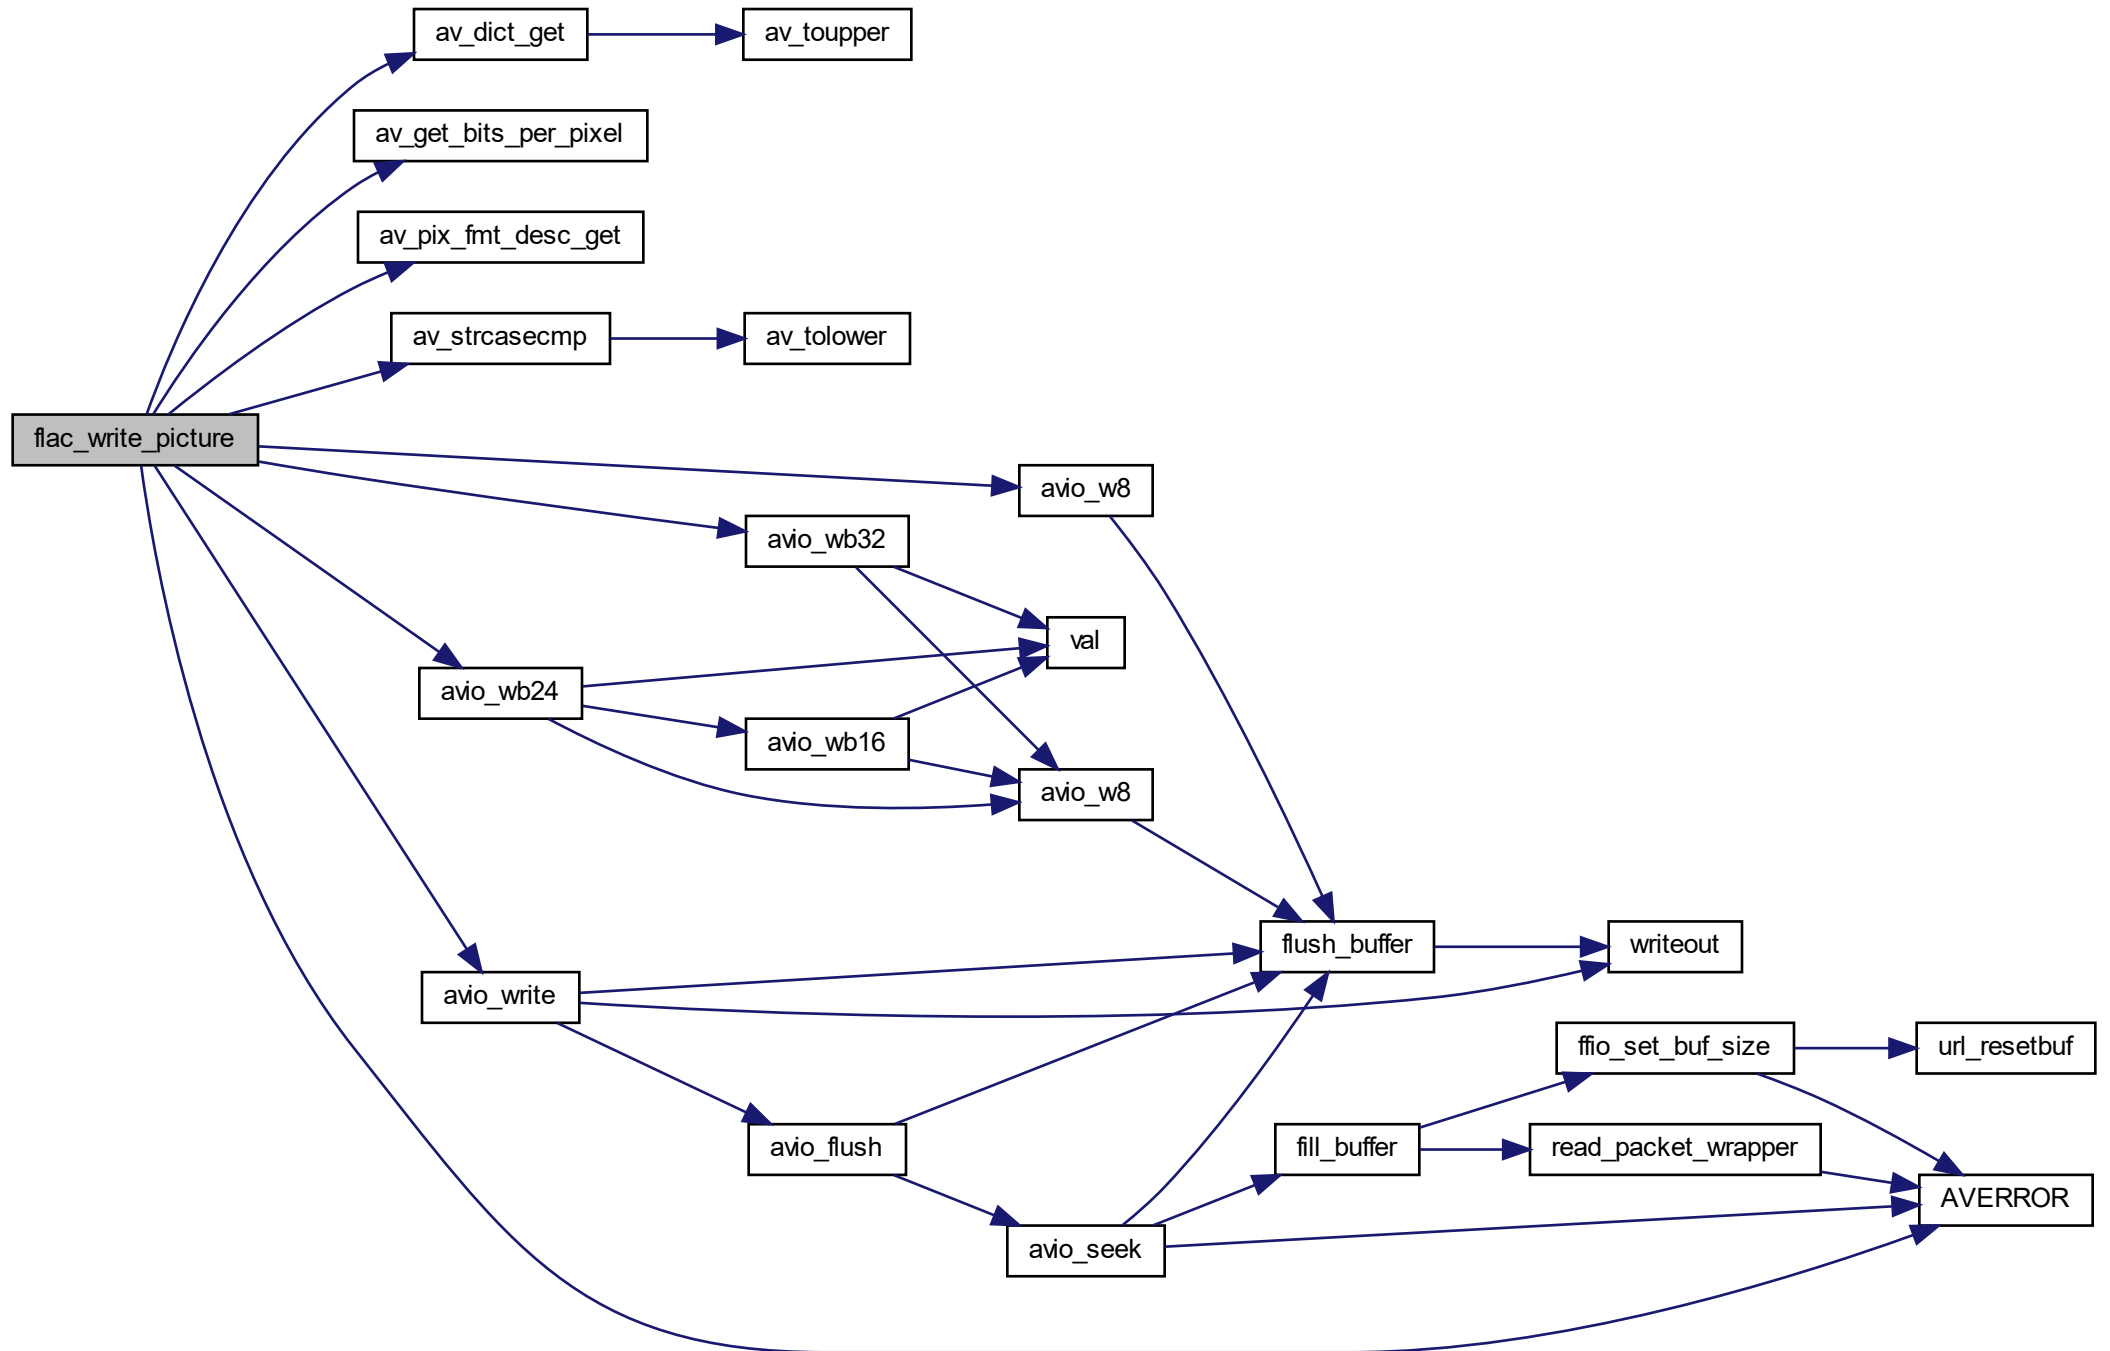 av_dict_get
av_toupper
av_get_bits_per_pixel
av_pix_fmt_desc_get
av_strcasecmp
av_tolower
flac_write_picture
avio_w8
avio_wb32
val
avio_wb24
avio_wb16
avio_w8
flush_buffer
writeout
avio_write
ffio_set_buf_size
url_resetbuf
avio_flush
fill_buffer
read_packet_wrapper
AVERROR
avio_seek